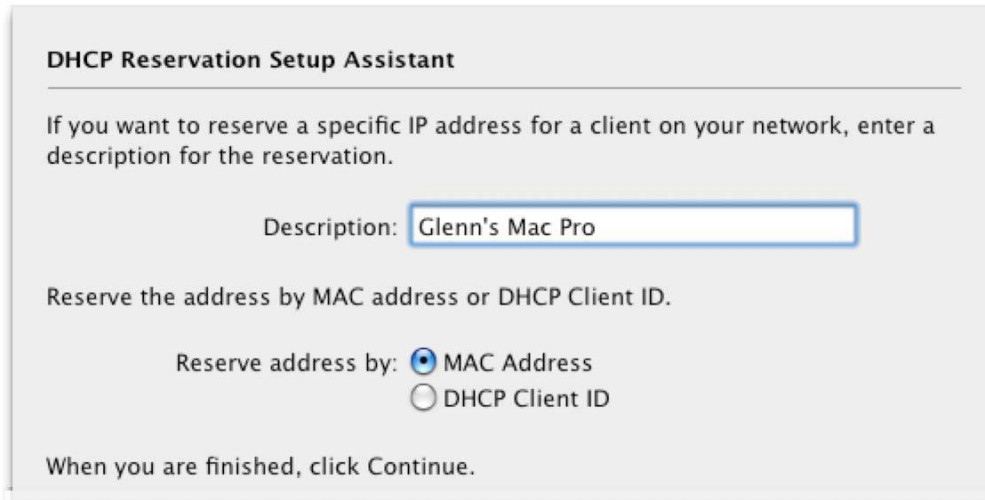 DHCP Reservation Setup Assistant
If you want to reserve a specific IP address for a client on your network, enter a
description for the reservation.
Description: Glenn's Mac Pro
Reserve the address by MAC address or DHCP Client ID.
Reserve address by: MAC Address
DHCP Client ID
When you are finished, click Continue.